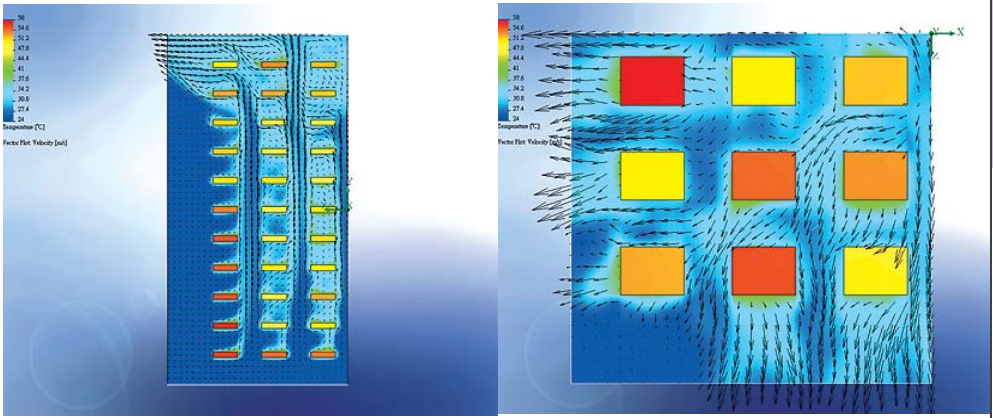 58
54.6
51.2
47.8
44.4
41
37.6
34.2
30.8
27.4
24
Temperature [°C]
Vector Plot: Velocity [m/s]
Y
X
58
54.6
51.2
47.8
44.4
41
37.6
34.2
30.8
27.4
24
Temperature [°C]
Vector Plot: Velocity [m/s]
Y
X
Z